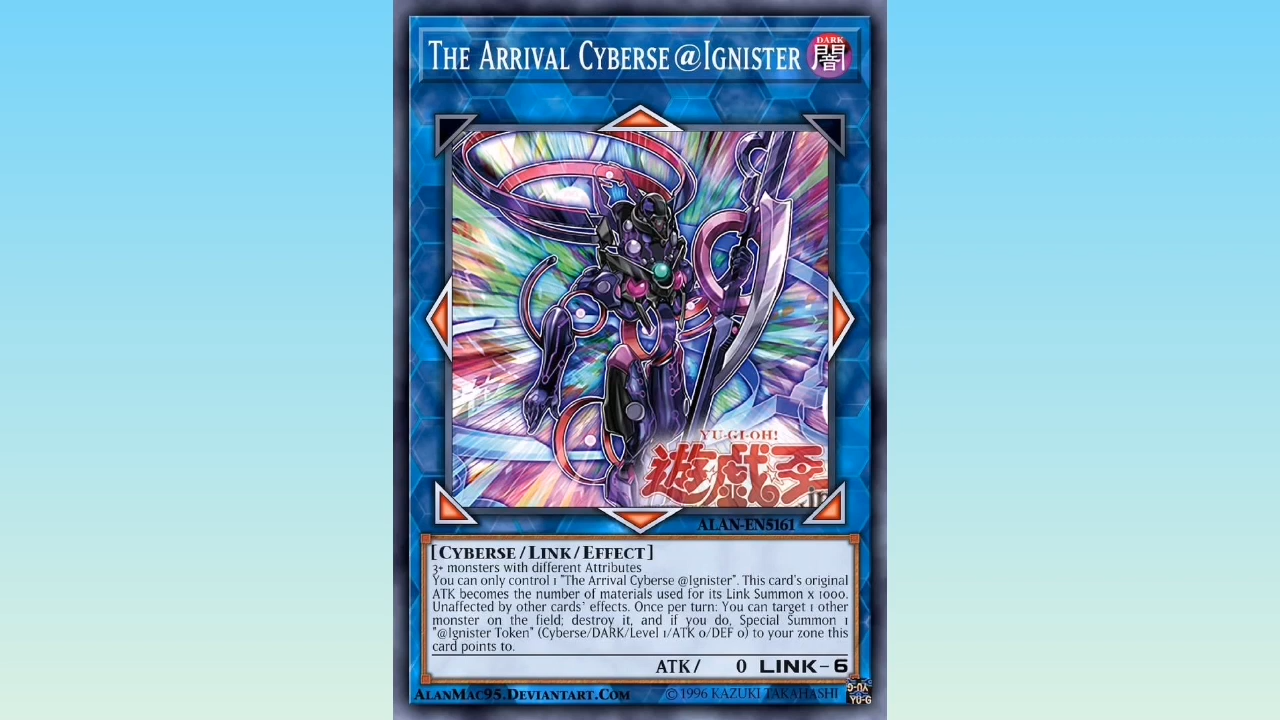 The Arrival Cyberse @Ignister
DARK
闇
YU-GI-OH!
遊戯王
.jp
ALAN-EN5161
[Cyberse/Link/Effect]
3+ monsters with different Attributes
You can only control 1 "The Arrival Cyberse @Ignister". This card's original
ATK becomes the number of materials used for its Link Summon x 1000.
Unaffected by other cards' effects. Once per turn: You can target 1 other
monster on the field; destroy it, and if you do, Special Summon 1
"@Ignister Token" (Cyberse/DARK/Level 1/ATK 0/DEF 0) to your zone this
card points to.
ATK/ 0 LINK-6
AlanMac95.Deviantart.Com
©1996 KAZUKI TAKAHASHI